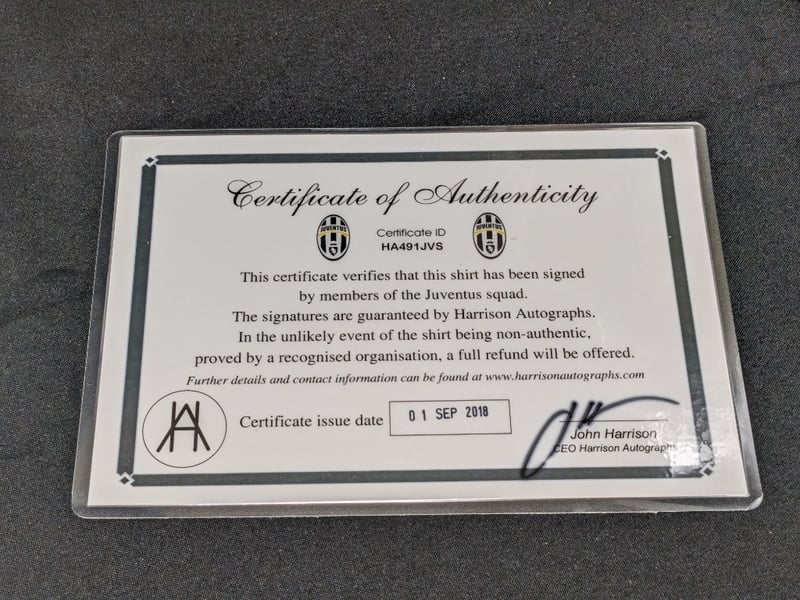 Certificate of Authenticity
JUVENTUS
Certificate ID
JUVENTUS
HA491JVS
This certificate verifies that this shirt has been signed
by members of the Juventus squad.
The signatures are guaranteed by Harrison Autographs.
In the unlikely event of the shirt being non-authentic,
proved by a recognised organisation, a full refund will be offered.
Further details and contact information can be found at www.harrisonautographs.com
HA
Certificate issue date
01 SEP 2018
John Harrison
CEO Harrison Autographs